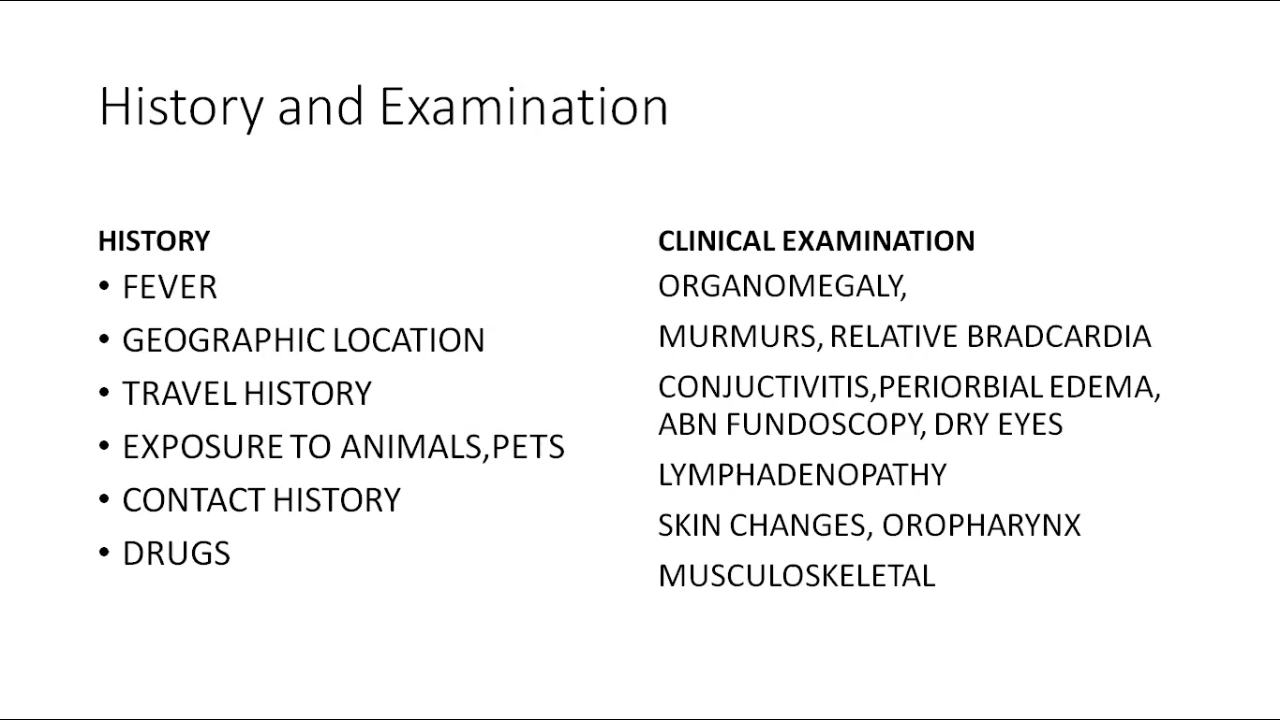 History and Examination
HISTORY
• FEVER
• GEOGRAPHIC LOCATION
• TRAVEL HISTORY
• EXPOSURE TO ANIMALS,PETS
• CONTACT HISTORY
• DRUGS
CLINICAL EXAMINATION
ORGANOMEGALY,
MURMURS, RELATIVE BRADCARDIA
CONJUCTIVITIS,PERIORBIAL EDEMA,
ABN FUNDOSCOPY, DRY EYES
LYMPHADENOPATHY
SKIN CHANGES, OROPHARYNX
MUSCULOSKELETAL